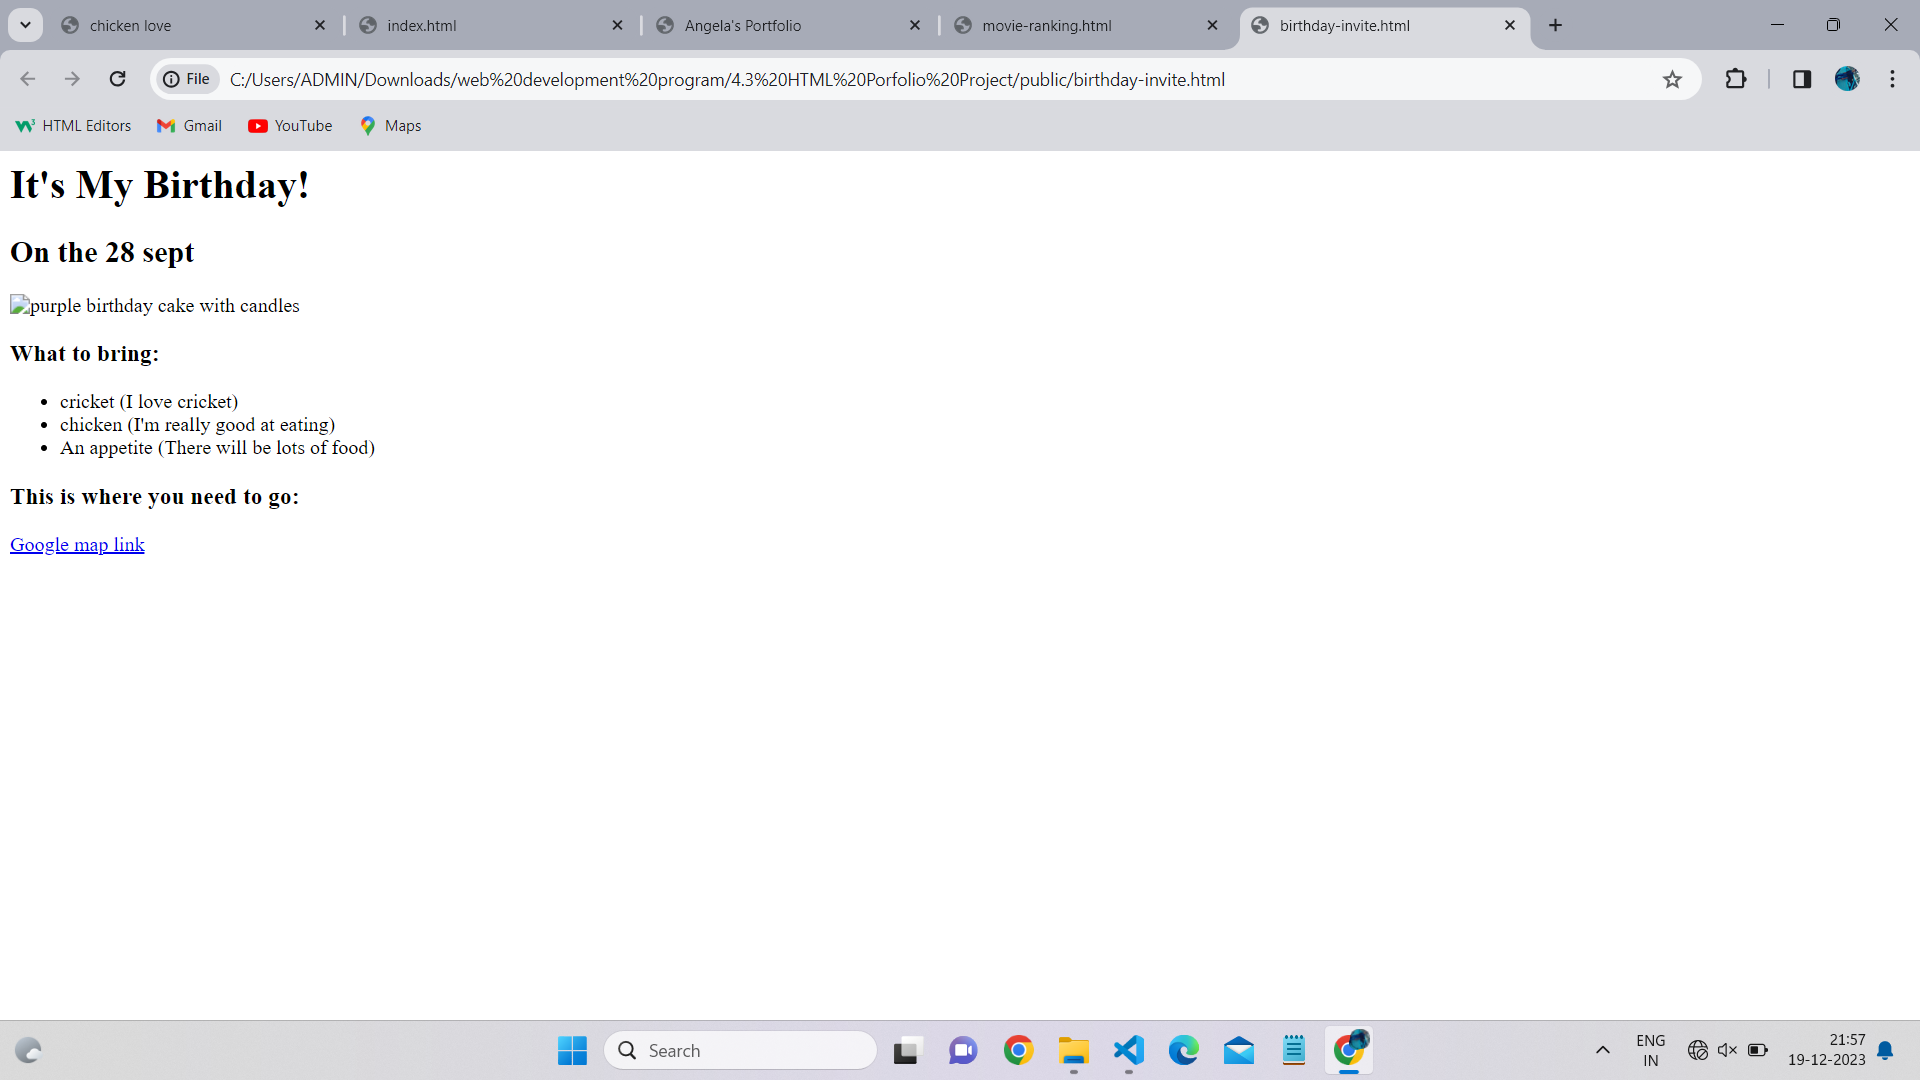 chicken love
index.html
Angela's Portfolio
movie-ranking.html
birthday-invite.html
File C:/Users/ADMIN/Downloads/web%20development%20program/4.3%20HTML%20Porfolio%20Project/public/birthday-invite.html
HTML Editors
Gmail
YouTube
Maps
It's My Birthday!
On the 28 sept
purple birthday cake with candles
What to bring:
cricket (I love cricket)
chicken (I'm really good at eating)
An appetite (There will be lots of food)
This is where you need to go:
Google map link
Search
ENG
IN
21:57
19-12-2023